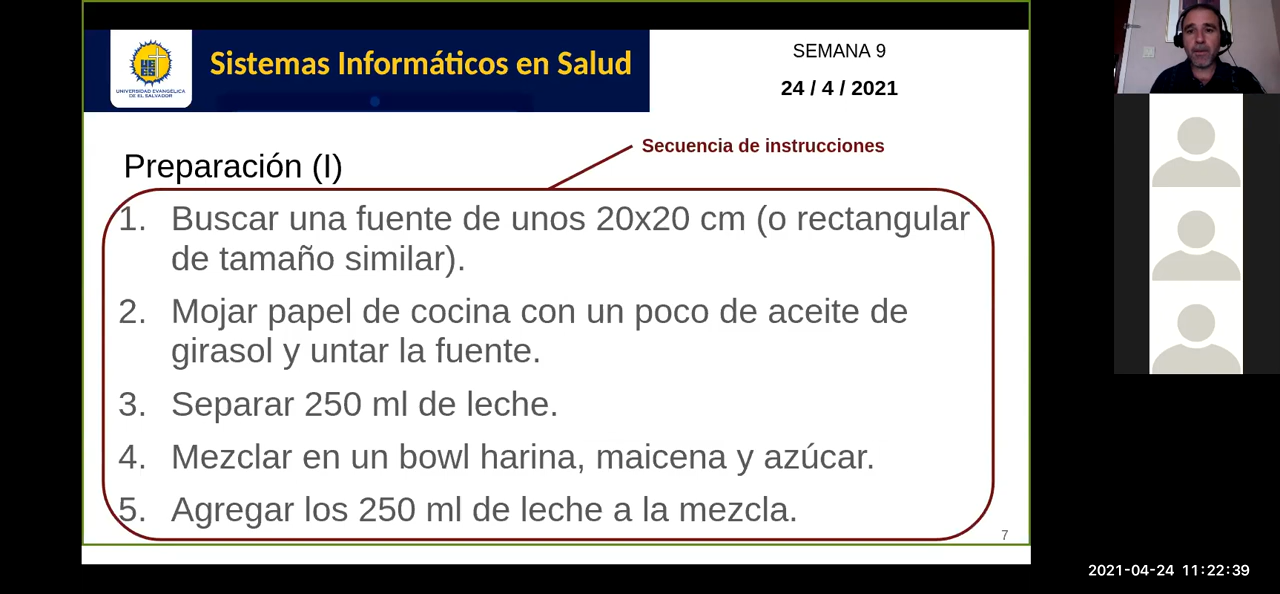 UNIVERSIDAD EVANGÉLICA
DE EL SALVADOR
Sistemas Informáticos en Salud
SEMANA 9
24 / 4 / 2021
Secuencia de instrucciones
Preparación (I)
1. Buscar una fuente de unos 20x20 cm (o rectangular
de tamaño similar).
2. Mojar papel de cocina con un poco de aceite de
girasol y untar la fuente.
3. Separar 250 ml de leche.
4. Mezclar en un bowl harina, maicena y azúcar.
5. Agregar los 250 ml de leche a la mezcla.
7
2021-04-24 11:22:39